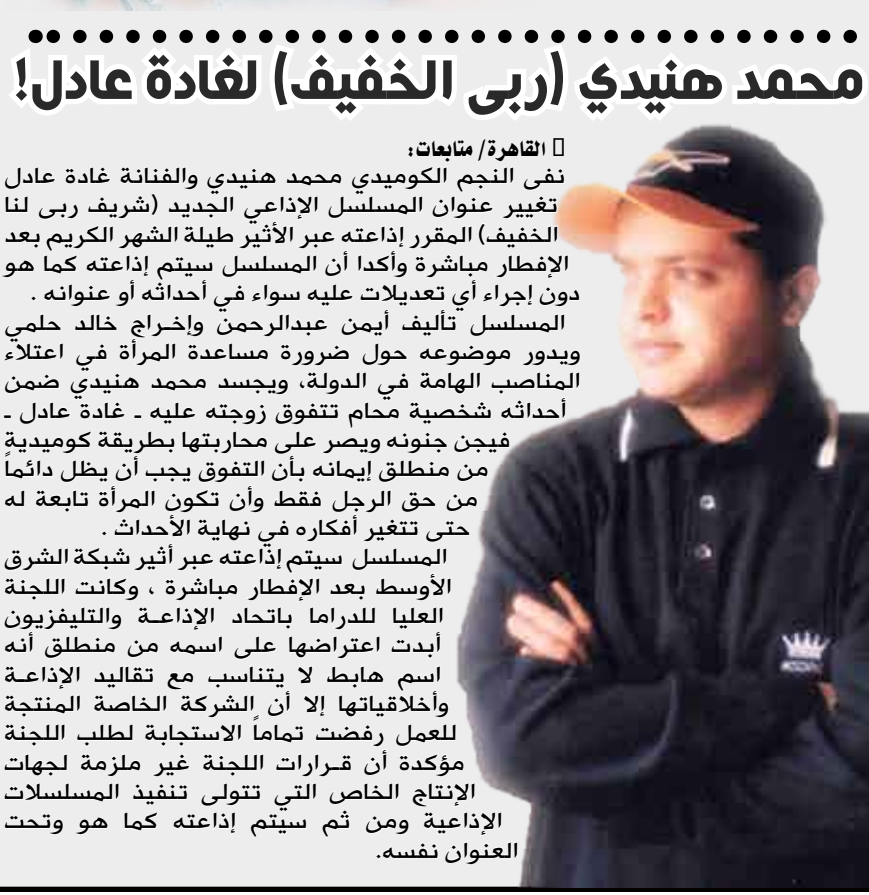 محمد هنيدي (ربى الخفيف) لغادة عادل!
القاهرة/ متابعات:
نفى النجم الكوميدي محمد هنيدي والفنانة غادة عادل
تغيير عنوان المسلسل الإذاعي الجديد (شريف ربى لنا
الخفيف) المقرر إذاعته عبر الأثير طيلة الشهر الكريم بعد
الإفطار مباشرة وأكدا أن المسلسل سيتم إذاعته كما هو
دون إجراء أي تعديلات عليه سواء في أحداثه أو عنوانه .
المسلسل تأليف أيمن عبدالرحمن وإخراج خالد حلمي
ويدور موضوعه حول ضرورة مساعدة المرأة في اعتلاء
المناصب الهامة في الدولة، ويجسد محمد هنيدي ضمن
أحداثه شخصية محام تتفوق زوجته عليه ـ غادة عادل ـ
فيجن جنونه ويصر على محاربتها بطريقة كوميدية
من منطلق إيمانه بأن التفوق يجب أن يظل دائماً
من حق الرجل فقط وأن تكون المرأة تابعة له
حتى تتغير أفكاره في نهاية الأحداث .
المسلسل سيتم إذاعته عبر أثير شبكة الشرق
الأوسط بعد الإفطار مباشرة ، وكانت اللجنة
العليا للدراما باتحاد الإذاعـة والتليفزيون
أبدت اعتراضها على اسمه من منطلق أنه
اسم هابط لا يتناسب مع تقاليد الإذاعـة
وأخلاقياتها إلا أن الشركة الخاصة المنتجة
للعمل رفضت تماماً الاستجابة لطلب اللجنة
مؤكدة أن قـرارات اللجنة غير ملزمة لجهات
الإنتاج الخاص التي تتولى تنفيذ المسلسلات
الإذاعية ومن ثم سيتم إذاعته كما هو وتحت
العنوان نفسه.